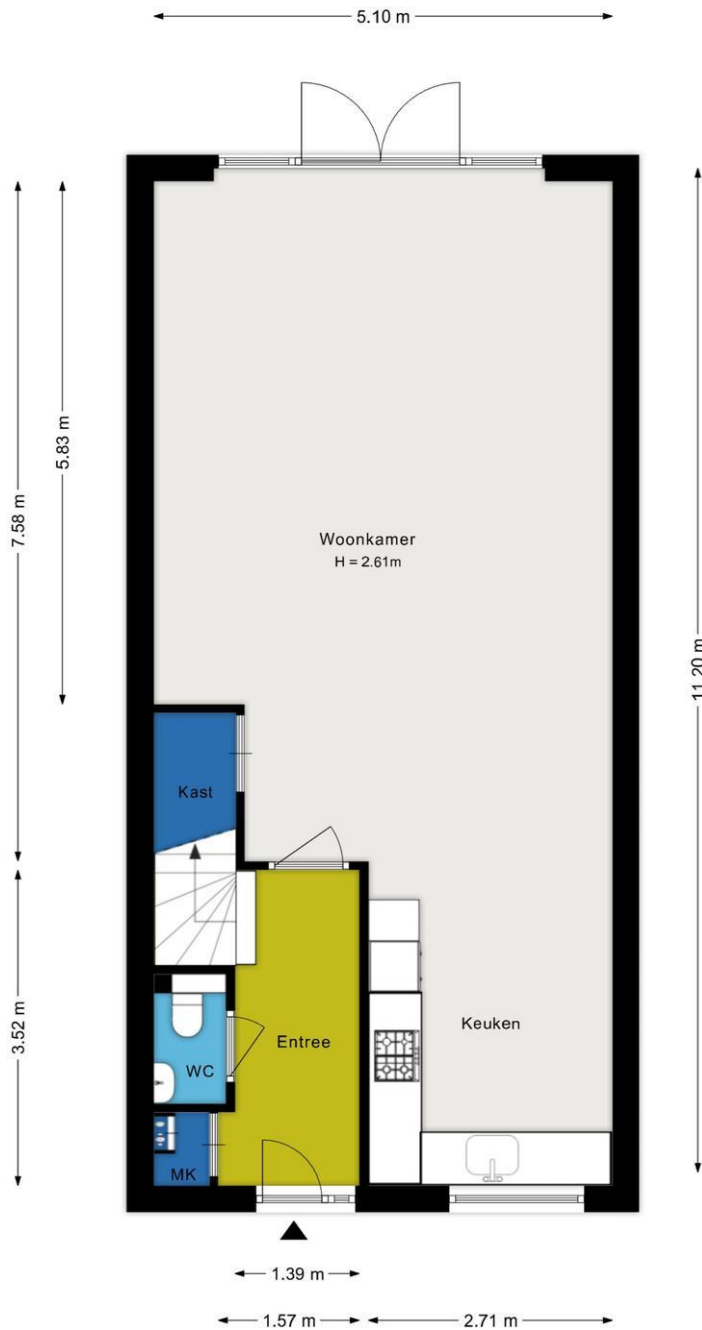 5.10 m
5.83 m
7.58 m
Woonkamer
H = 2.61m
11.20 m
Kast
3.52 m
Keuken
Entree
WC
MK
1.39 m
1.57 m
2.71 m